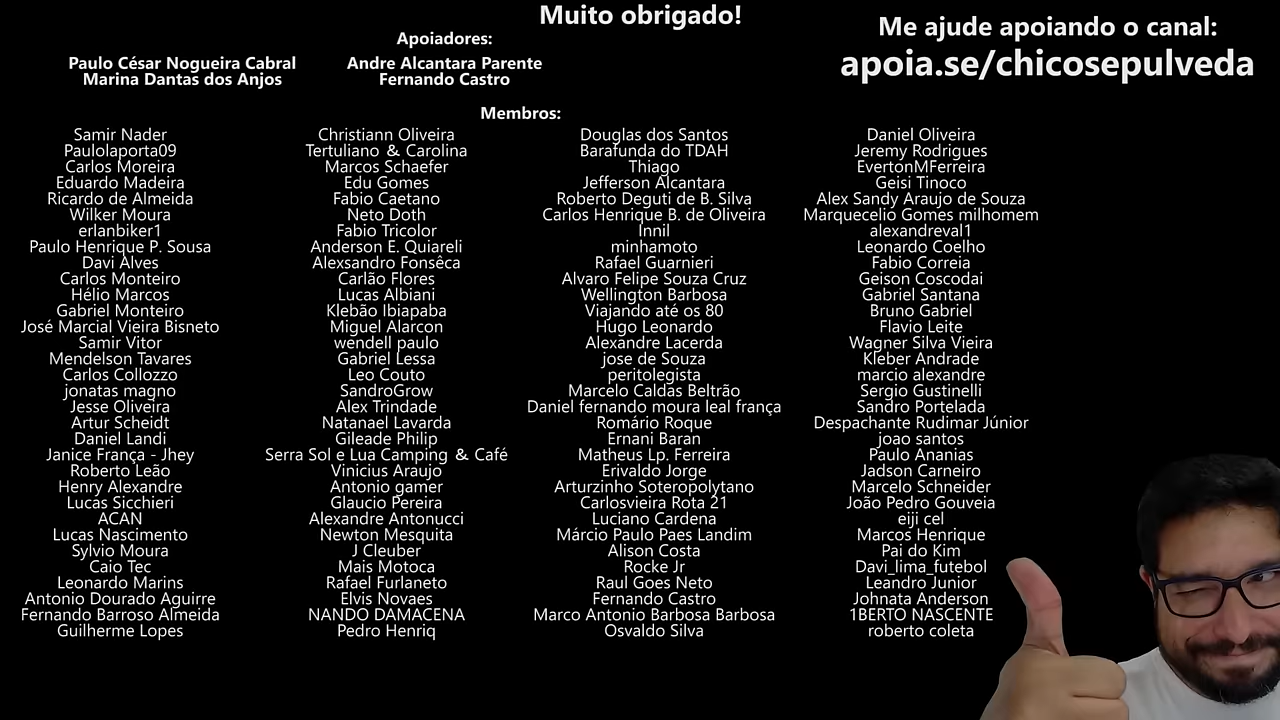 Muito obrigado!
Me ajude apoiando o canal:
apoia.se/chicosepulveda
Apoiadores:
Paulo César Nogueira Cabral
Marina Dantas dos Anjos
Andre Alcantara Parente
Fernando Castro
Membros:
Samir Nader
Paulolaporta09
Carlos Moreira
Eduardo Madeira
Ricardo de Almeida
Wilker Moura
erlanbiker1
Paulo Henrique P. Sousa
Davi Alves
Carlos Monteiro
Hélio Marcos
Gabriel Monteiro
José Marcial Vieira Bisneto
Samir Vitor
Mendelson Tavares
Carlos Collozzo
jonatas magno
Jesse Oliveira
Artur Scheidt
Daniel Landi
Janice França - Jhey
Roberto Leão
Henry Alexandre
Lucas Sicchieri
ACAN
Lucas Nascimento
Sylvio Moura
Caio Tec
Leonardo Marins
Antonio Dourado Aguirre
Fernando Barroso Almeida
Guilherme Lopes
Christiann Oliveira
Tertuliano & Carolina
Marcos Schaefer
Edu Gomes
Fabio Caetano
Neto Doth
Fabio Tricolor
Anderson E. Quiareli
Alexsandro Fonsêca
Carlão Flores
Lucas Albiani
Klebão Ibiapaba
Miguel Alarcon
wendell paulo
Gabriel Lessa
Leo Couto
SandroGrow
Alex Trindade
Natanael Lavarda
Gileade Philip
Serra Sol e Lua Camping & Café
Vinicius Araujo
Antonio gamer
Glaucio Pereira
Alexandre Antonucci
Newton Mesquita
J Cleuber
Mais Motoca
Rafael Furlaneto
Elvis Novaes
NANDO DAMACENA
Pedro Henriq
Douglas dos Santos
Barafunda do TDAH
Thiago
Jefferson Alcantara
Roberto Deguti de B. Silva
Carlos Henrique B. de Oliveira
Innil
minhamoto
Rafael Guarnieri
Alvaro Felipe Souza Cruz
Wellington Barbosa
Viajando até os 80
Hugo Leonardo
Alexandre Lacerda
jose de Souza
peritolegista
Marcelo Caldas Beltrão
Daniel fernando moura leal frança
Romário Roque
Ernani Baran
Matheus Lp. Ferreira
Erivaldo Jorge
Arturzinho Soteropolytano
Carlosvieira Rota 21
Luciano Cardena
Márcio Paulo Paes Landim
Alison Costa
Rocke Jr
Raul Goes Neto
Fernando Castro
Marco Antonio Barbosa Barbosa
Osvaldo Silva
Daniel Oliveira
Jeremy Rodrigues
EvertonMFerreira
Geisi Tinoco
Alex Sandy Araujo de Souza
Marquecelio Gomes milhomem
alexandreval1
Leonardo Coelho
Fabio Correia
Geison Coscodai
Gabriel Santana
Bruno Gabriel
Flavio Leite
Wagner Silva Vieira
Kleber Andrade
marcio alexandre
Sergio Gustinelli
Sandro Portelada
Despachante Rudimar Júnior
joao santos
Paulo Ananias
Jadson Carneiro
Marcelo Schneider
João Pedro Gouveia
eiji cel
Marcos Henrique
Pai do Kim
Davi_lima_futebol
Leandro Junior
Johnata Anderson
1BERTO NASCENTE
roberto coleta